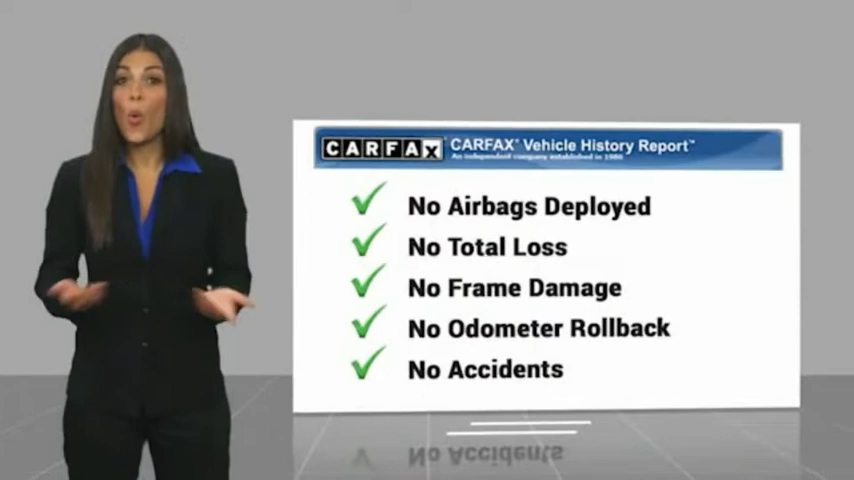 CARFAX CARFAX® Vehicle History Report™
An independent company established in 1986
No Airbags Deployed
No Total Loss
No Frame Damage
No Odometer Rollback
No Accidents